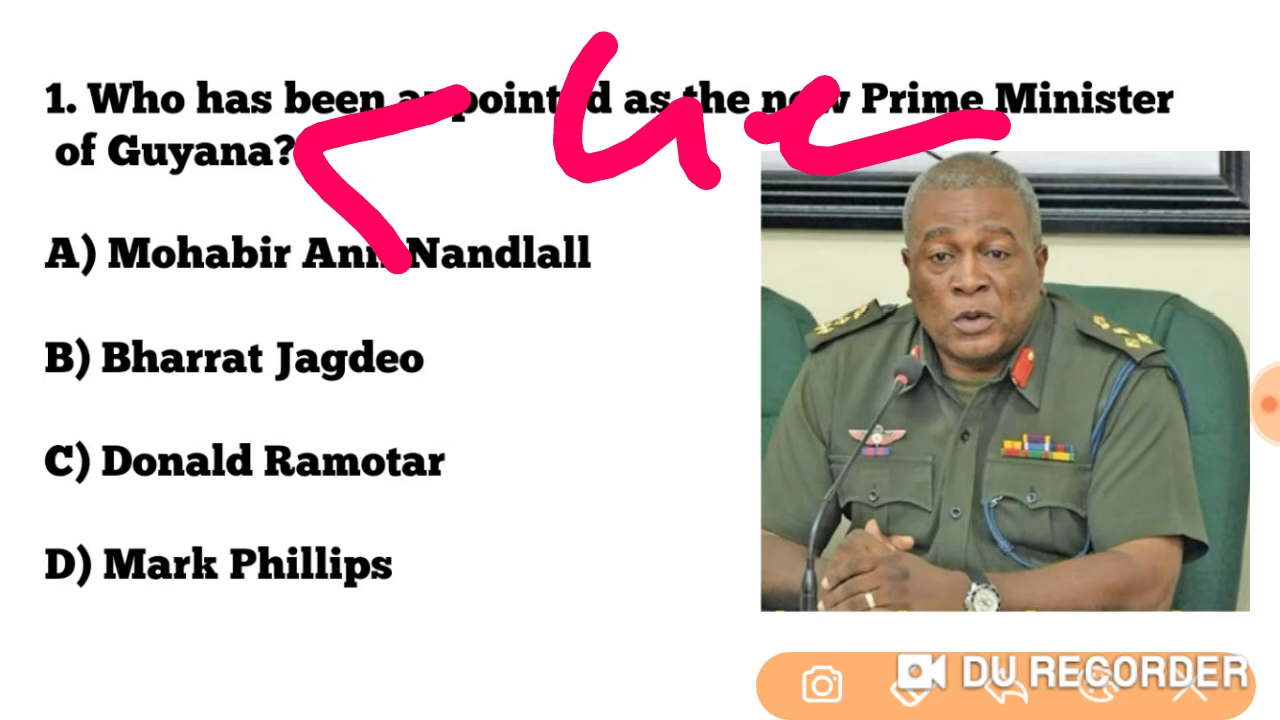 1. Who has been appointed as the new Prime Minister
of Guyana?
A) Mohabir Anil Nandlall
B) Bharrat Jagdeo
C) Donald Ramotar
D) Mark Phillips
DU RECORDER